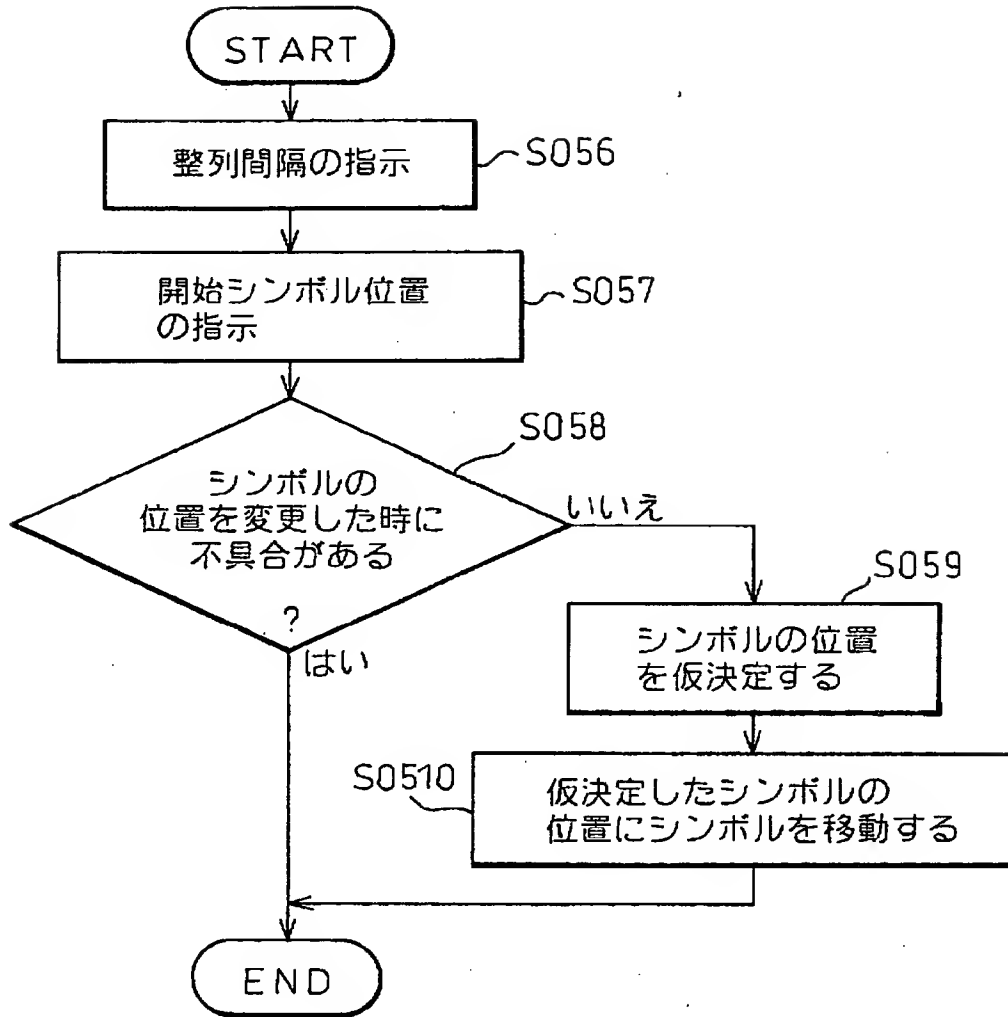 START
整列間隔の指示
S056
開始シンボル位置
の指示
S057
S058
シンボルの
位置を変更した時に
不具合がある
?
いいえ
はい
S059
シンボルの位置
を仮決定する
S0510
仮決定したシンボルの
位置にシンボルを移動する
END